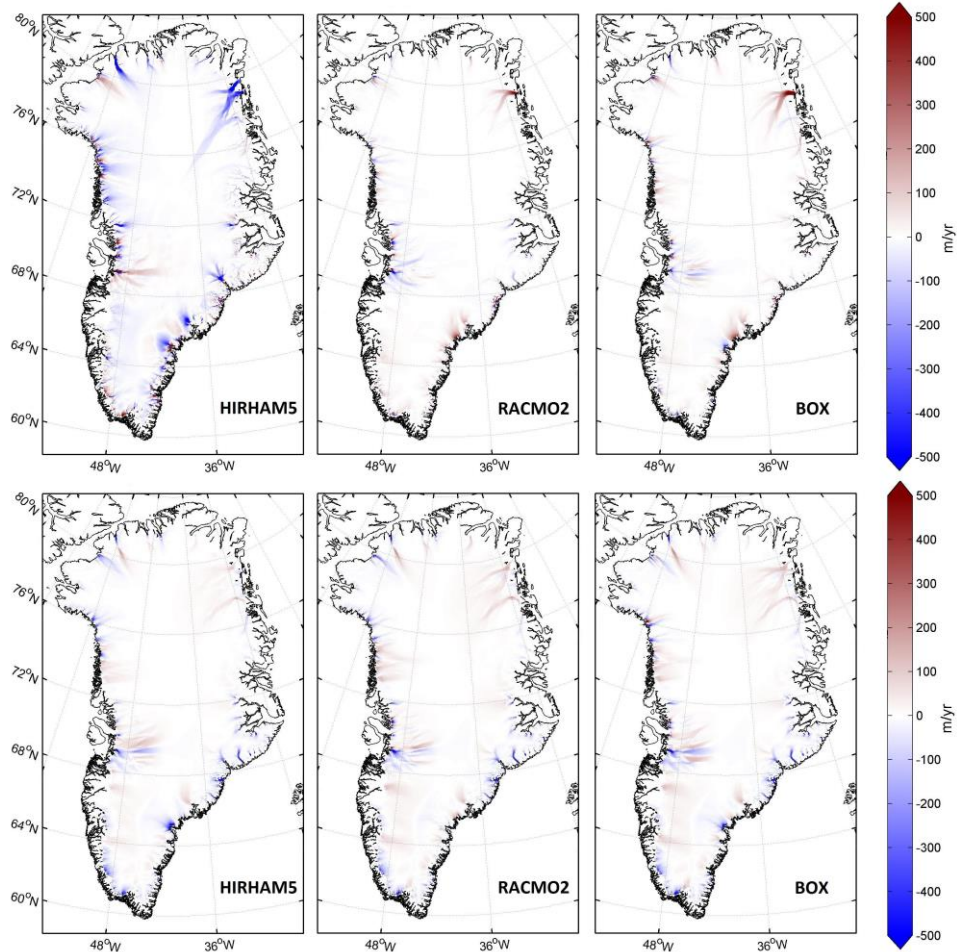 80°N
76°N
72°N
68°N
64°N
60°N
48°W
36°W
HIRHAM5
48°W
36°W
RACMO2
48°W
36°W
BOX
500
400
300
200
100
0
-100
-200
-300
-400
-500
m/yr
80°N
76°N
72°N
68°N
64°N
60°N
48°W
36°W
HIRHAM5
48°W
36°W
RACMO2
48°W
36°W
BOX
500
400
300
200
100
0
-100
-200
-300
-400
-500
m/yr